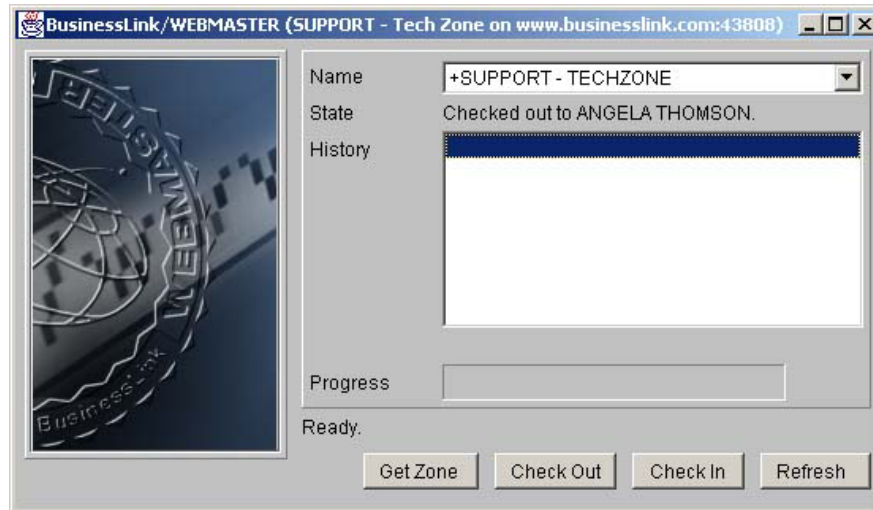 BusinessLink/WEBMASTER (SUPPORT - Tech Zone on www.businesslink.com:43808)
Name
+SUPPORT - TECHZONE
State
Checked out to ANGELA THOMSON.
History
Progress
Ready.
Get Zone
Check Out
Check In
Refresh
WEBMASTER
BusinessLink